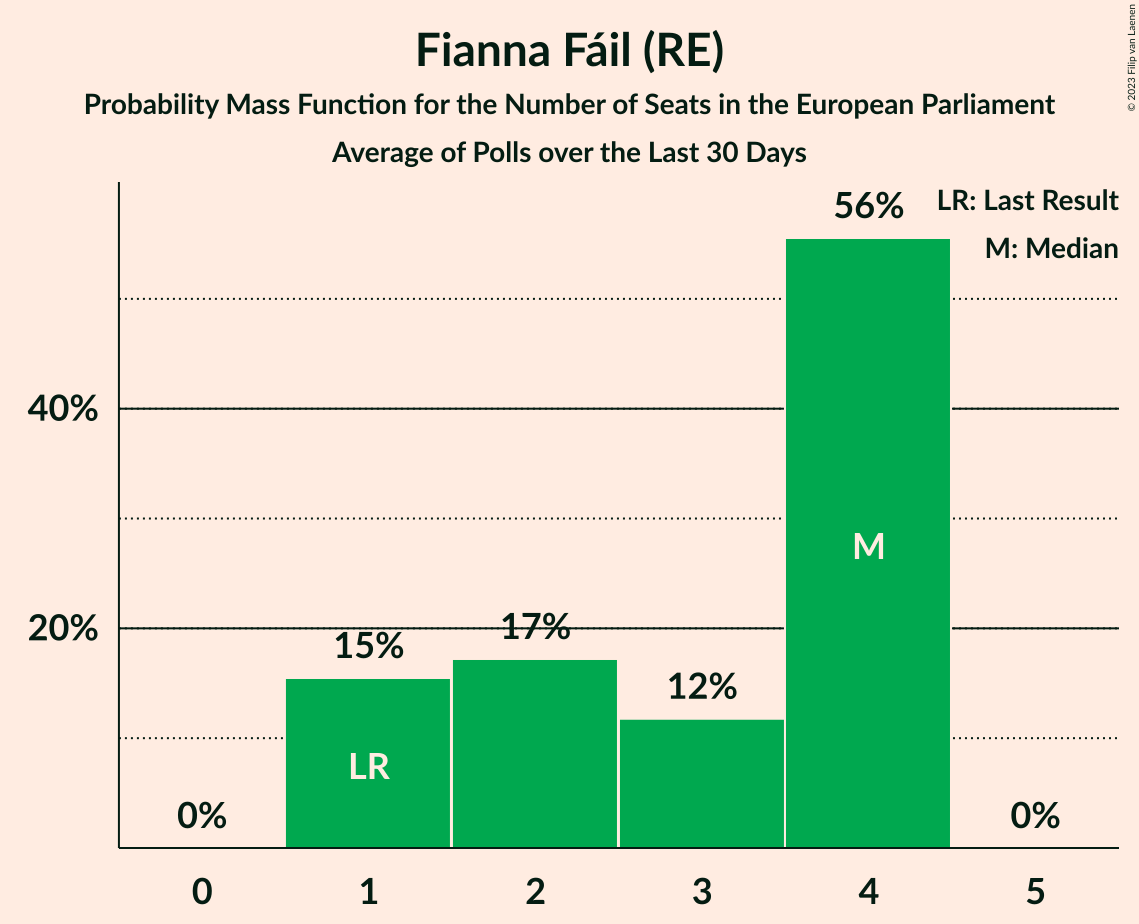 Fianna Fáil (RE)
Probability Mass Function for the Number of Seats in the European Parliament
Average of Polls over the Last 30 Days
© 2023 Filip van Laenen
LR: Last Result
M: Median
56%
40%
M
20%
17%
15%
12%
LR
0%
0%
0 1 2 3 4 5